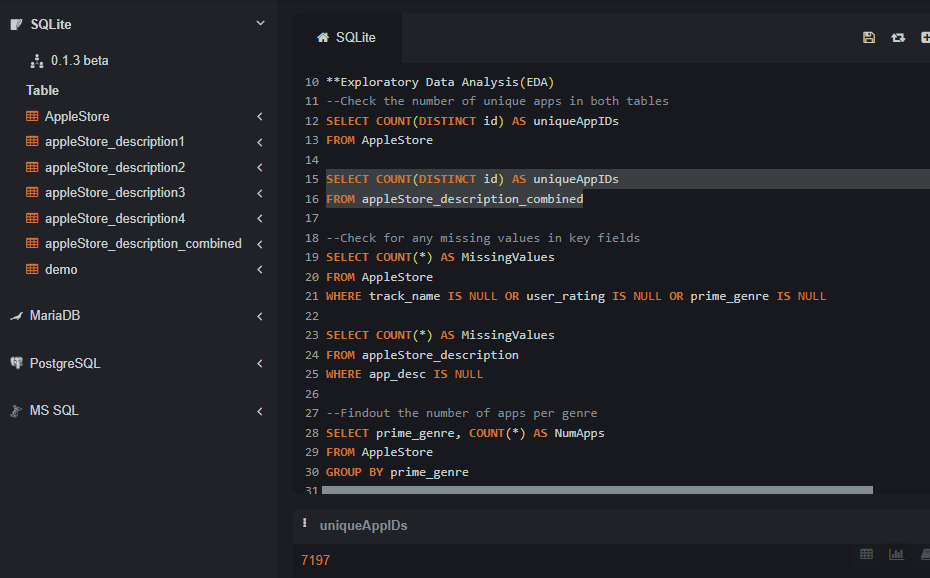 SQLite
0.1.3 beta
Table
AppleStore
appleStore_description1
appleStore_description2
appleStore_description3
appleStore_description4
appleStore_description_combined
demo
MariaDB
PostgreSQL
MS SQL
SQLite
10 **Exploratory Data Analysis(EDA)
11 --Check the number of unique apps in both tables
12 SELECT COUNT(DISTINCT id) AS uniqueAppIDs
13 FROM AppleStore
14
15 SELECT COUNT(DISTINCT id) AS uniqueAppIDs
16 FROM appleStore_description_combined
17
18 --Check for any missing values in key fields
19 SELECT COUNT(*) AS MissingValues
20 FROM AppleStore
21 WHERE track_name IS NULL OR user_rating IS NULL OR prime_genre IS NULL
22
23 SELECT COUNT(*) AS MissingValues
24 FROM appleStore_description
25 WHERE app_desc IS NULL
26
27 --Findout the number of apps per genre
28 SELECT prime_genre, COUNT(*) AS NumApps
29 FROM AppleStore
30 GROUP BY prime_genre
31
uniqueAppIDs
7197